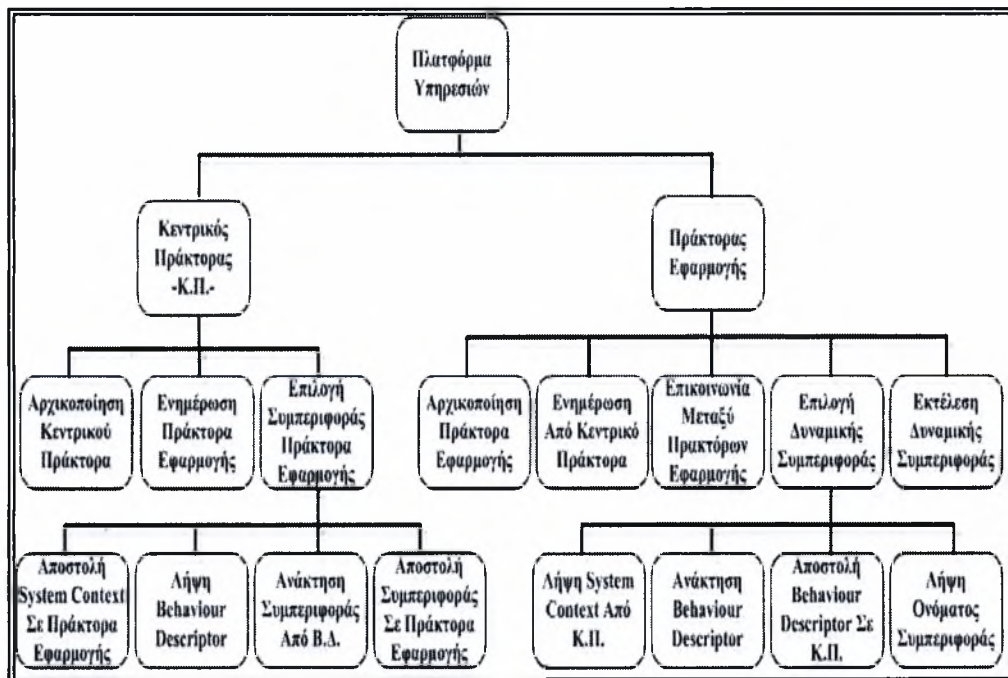 Πλατφόρμα
Υπηρεσιών
Κεντρικός
Πράκτορας
-Κ.Π.-
Πράκτορας
Εφαρμογής
Αρχικοποίηση
Κεντρικού
Πράκτορα
Ενημέρωση
Πράκτορα
Εφαρμογής
Επιλογή
Συμπεριφοράς
Πράκτορα
Εφαρμογής
Αρχικοποίηση
Πράκτορα
Εφαρμογής
Ενημέρωση
Από Κεντρικό
Πράκτορα
Επικοινωνία
Μεταξύ
Πρακτόρων
Εφαρμογής
Επιλογή
Δυναμικής
Συμπεριφοράς
Εκτέλεση
Δυναμικής
Συμπεριφοράς
Αποστολή
System Context
Σε Πράκτορα
Εφαρμογής
Λήψη
Behaviour
Descriptor
Ανάκτηση
Συμπεριφοράς
Από Β.Δ.
Αποστολή
Συμπεριφοράς
Σε Πράκτορα
Εφαρμογής
Λήψη System
Context Από
Κ.Π.
Ανάκτηση
Behaviour
Descriptor
Αποστολή
Behaviour
Descriptor Σε
Κ.Π.
Λήψη
Ονόματος
Συμπεριφοράς